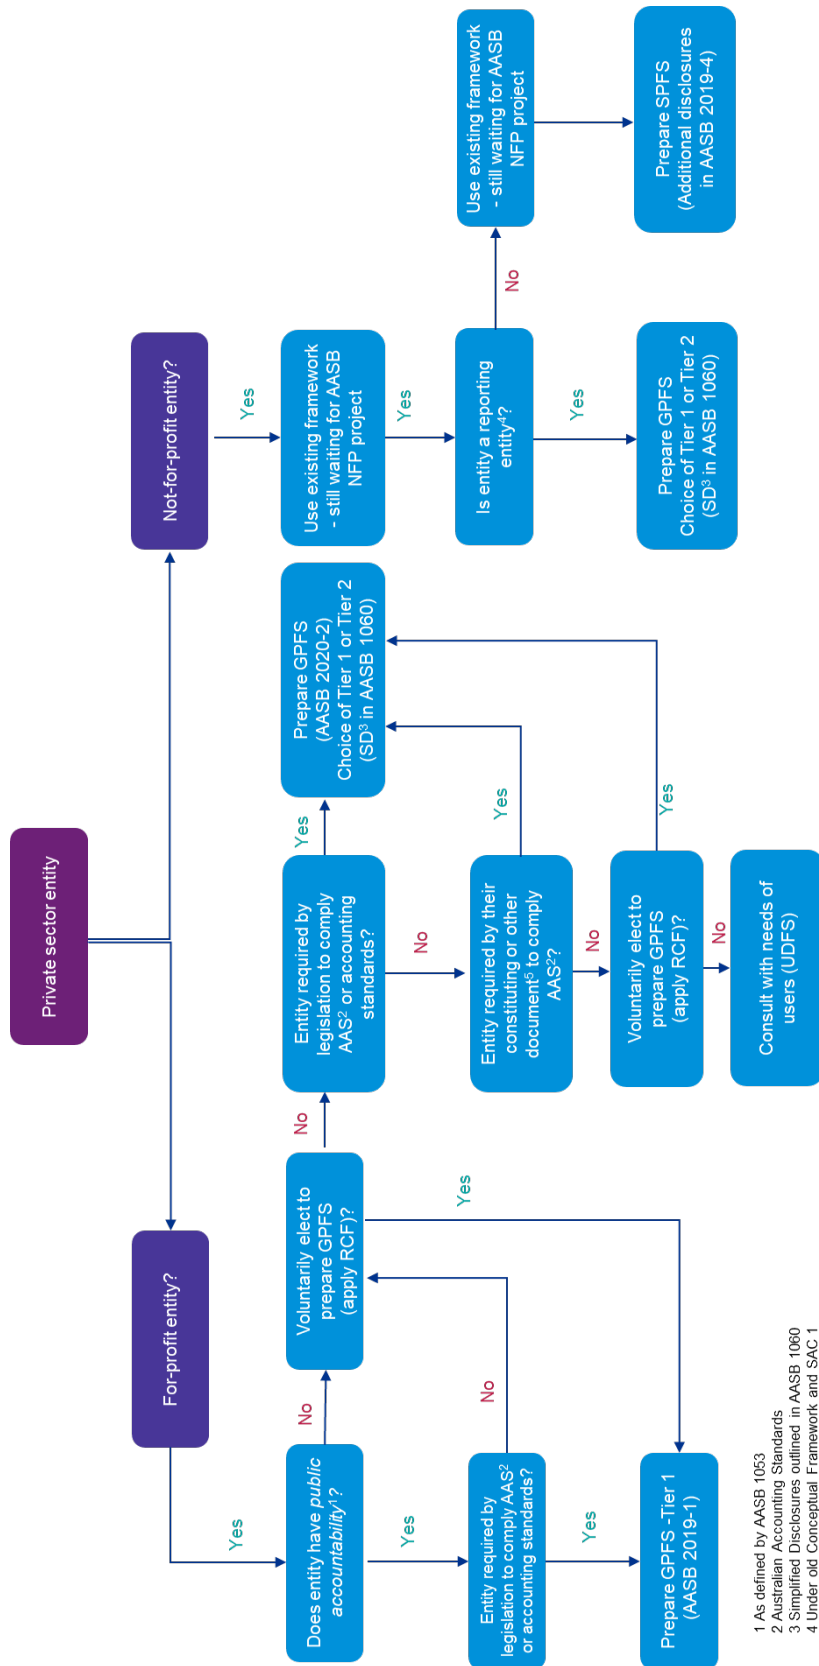 Private sector entity
For-profit entity?
Not-for-profit entity?
Yes
Yes
Does entity have public
accountability¹?
No
Voluntarily elect to
prepare GPFS
(apply RCF)?
No
Entity required by
legislation to comply
AAS² or accounting
standards?
Yes
Prepare GPFS
(AASB 2020-2)
Choice of Tier 1 or Tier 2
(SD³ in AASB 1060)
Use existing framework
- still waiting for AASB
NFP project
Yes
No
Yes
Entity required by
legislation to comply AAS²
or accounting standards?
No
Entity required by their
constituting or other
document⁵ to comply
AAS²?
Yes
Is entity a reporting
entity⁴?
No
Use existing framework
- still waiting for AASB
NFP project
Yes
Yes
No
Yes
Prepare GPFS -Tier 1
(AASB 2019-1)
Voluntarily elect to
prepare GPFS
(apply RCF)?
Yes
Prepare GPFS
Choice of Tier 1 or Tier 2
(SD³ in AASB 1060)
Prepare SPFS
(Additional disclosures
in AASB 2019-4)
No
Consult with needs of
users (UDFS)
1 As defined by AASB 1053
2 Australian Accounting Standards
3 Simplified Disclosures outlined in AASB 1060
4 Under old Conceptual Framework and SAC 1